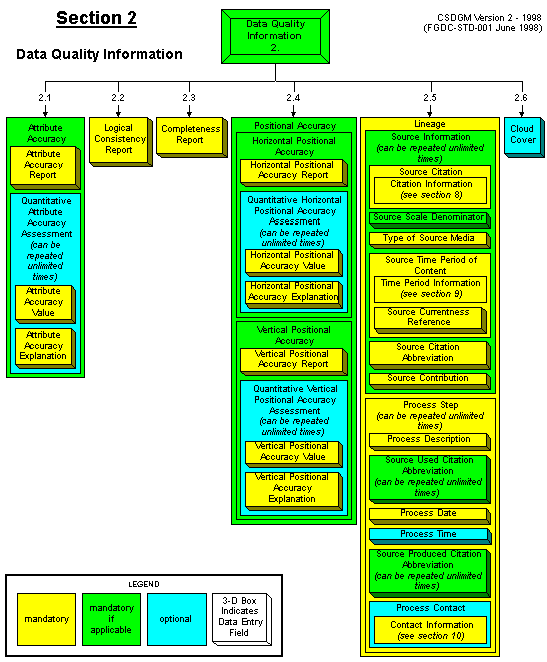 Section 2
Data Quality Information
Data Quality
Information
2.
CSDGM Version 2 - 1998
(FGDC-STD-001 June 1998)
2.1
2.2
2.3
2.4
2.5
2.6
Attribute
Accuracy
Attribute
Accuracy
Report
Quantitative
Attribute
Accuracy
Assessment
(can be
repeated
unlimited
times)
Attribute
Accuracy
Value
Attribute
Accuracy
Explanation
Logical
Consistency
Report
Completeness
Report
Positional Accuracy
Horizontal Positional
Accuracy
Horizontal Positional
Accuracy Report
Quantitative Horizontal
Positional Accuracy
Assessment
(can be repeated
unlimited times)
Horizontal Positional
Accuracy Value
Horizontal Positional
Accuracy Explanation
Vertical Positional
Accuracy
Vertical Positional
Accuracy Report
Quantitative Vertical
Positional Accuracy
Assessment
(can be repeated
unlimited times)
Vertical Positional
Accuracy Value
Vertical Positional
Accuracy
Explanation
Lineage
Source Information
(can be repeated unlimited
times)
Source Citation
Citation Information
(see section 8)
Source Scale Denominator
Type of Source Media
Source Time Period of
Content
Time Period Information
(see section 9)
Source Currentness
Reference
Source Citation
Abbreviation
Source Contribution
Process Step
(can be repeated unlimited
times)
Process Description
Source Used Citation
Abbreviation
(can be repeated unlimited
times)
Process Date
Process Time
Source Produced Citation
Abbreviation
(can be repeated unlimited
times)
Process Contact
Contact Information
(see section 10)
Cloud
Cover
LEGEND
mandatory
mandatory
if
applicable
optional
3-D Box
Indicates
Data Entry
Field